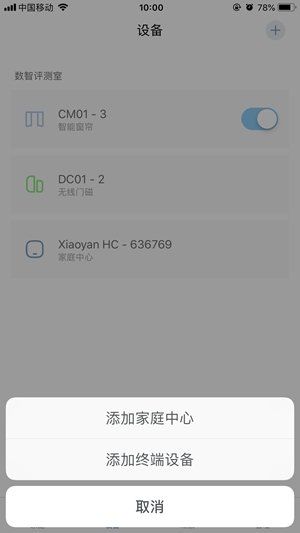 中国移动
10:00
78%
设备
数智评测室
CM01 - 3
智能窗帘
DC01 - 2
无线门磁
Xiaoyan HC - 636769
家庭中心
添加家庭中心
添加终端设备
取消